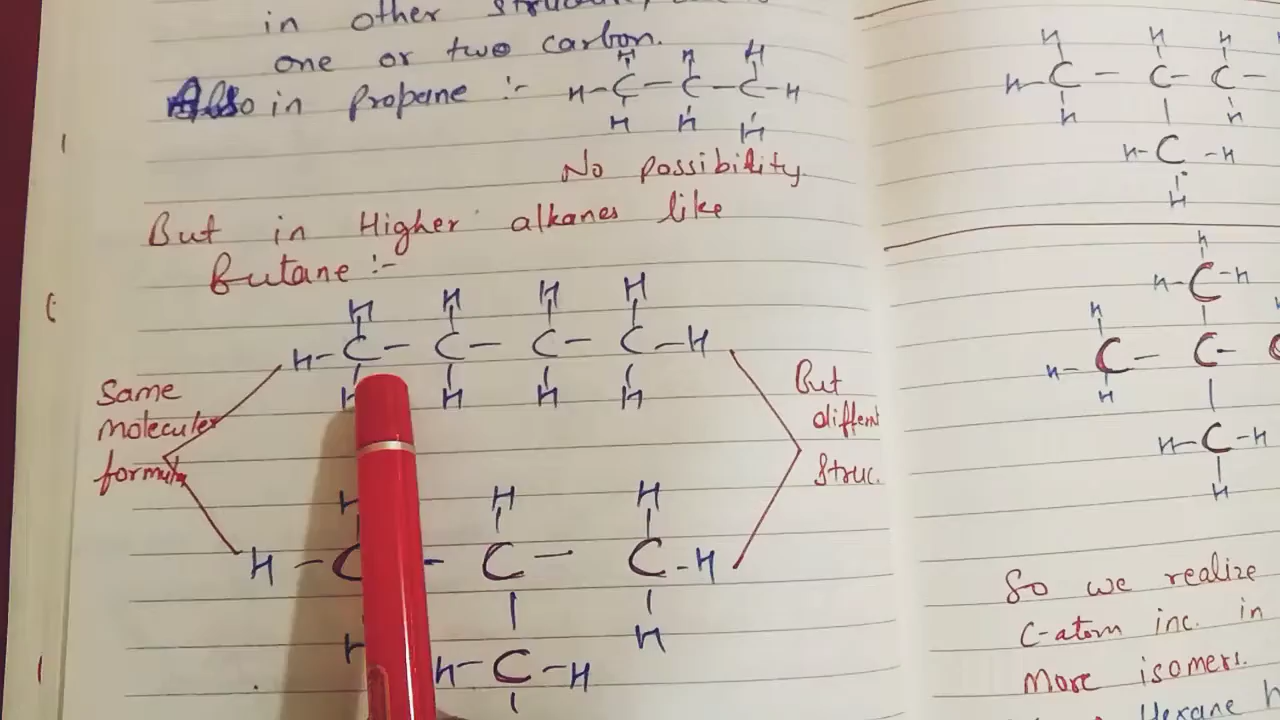 in other
one or two carbon.
Also in propane :-
H H H
H-C-C-C-H
H H H
No possibility.
But in Higher alkanes like
Butane :-
H H H H
H-C-C-C-C-H
H H H H
Same
molecular
formula
But
different
Struc.
H H H
H-C-C-C-H
H H
H-C-H
H H H
H-C-C-C-
H H
H-C-H
H
H
H-C-H
H
H-C-C-C
H
H-C-H
H
So we realize
C-atom inc. in
More isomers.
Hexane